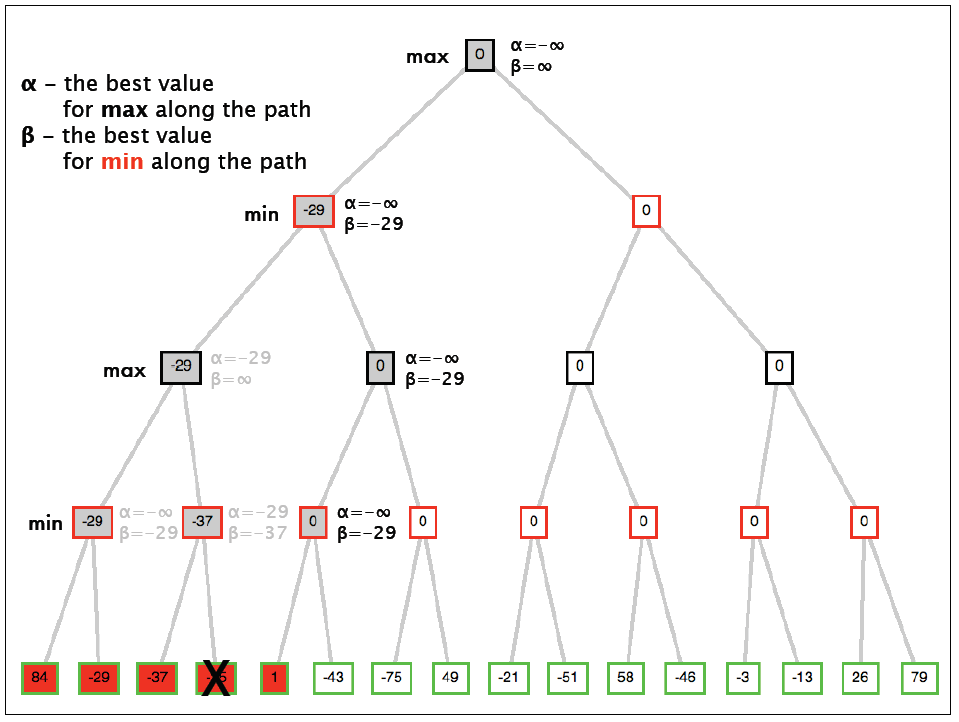 max 0 α=-∞
β=∞
α - the best value
for max along the path
β - the best value
for min along the path
min -29 α=-∞
β=-29
0
max -29 α=-29
β=∞
0 α=-∞
β=-29
0 0
min -29 α=-∞
β=-29
-37 α=-29
β=-37
0 α=-∞
β=-29
0 0 0 0 0
84 -29 -37 X 1 -43 -75 49 -21 -51 58 -46 -3 -13 26 79